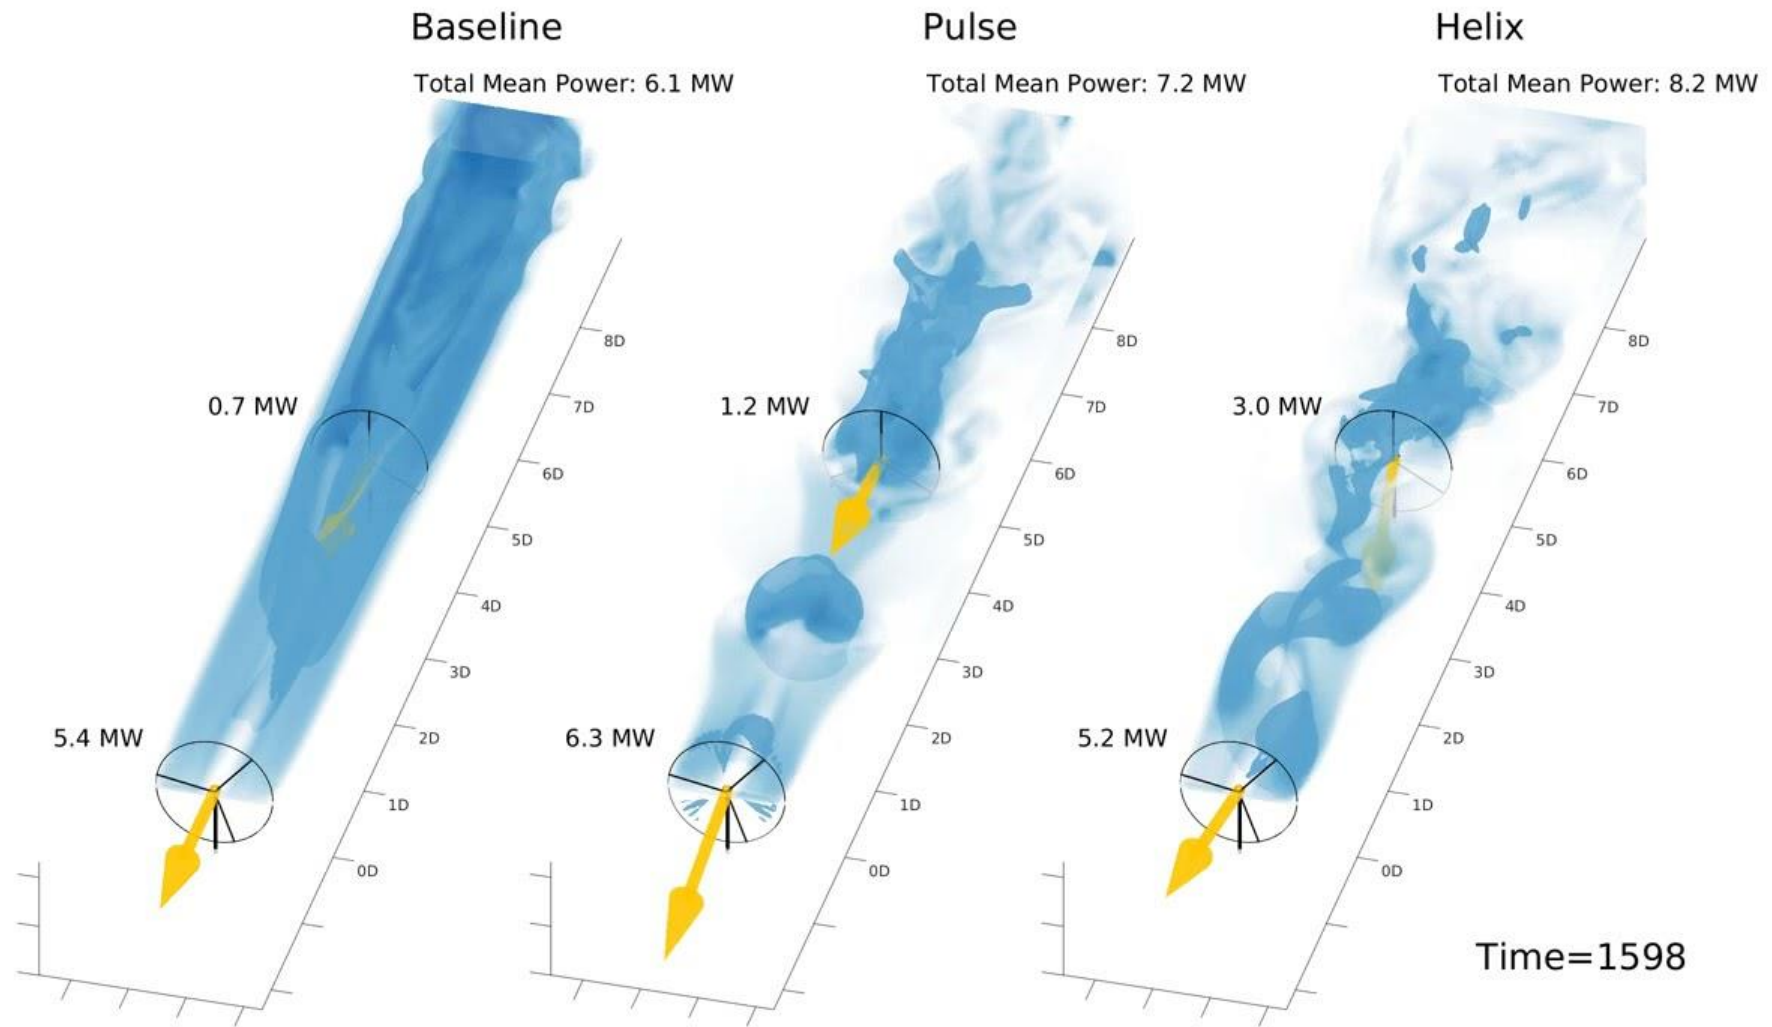 Baseline
Total Mean Power: 6.1 MW
Pulse
Total Mean Power: 7.2 MW
Helix
Total Mean Power: 8.2 MW
8D
7D
6D
5D
4D
3D
2D
1D
0D
0.7 MW
5.4 MW
8D
7D
6D
5D
4D
3D
2D
1D
0D
1.2 MW
6.3 MW
8D
7D
6D
5D
4D
3D
2D
1D
0D
3.0 MW
5.2 MW
Time=1598